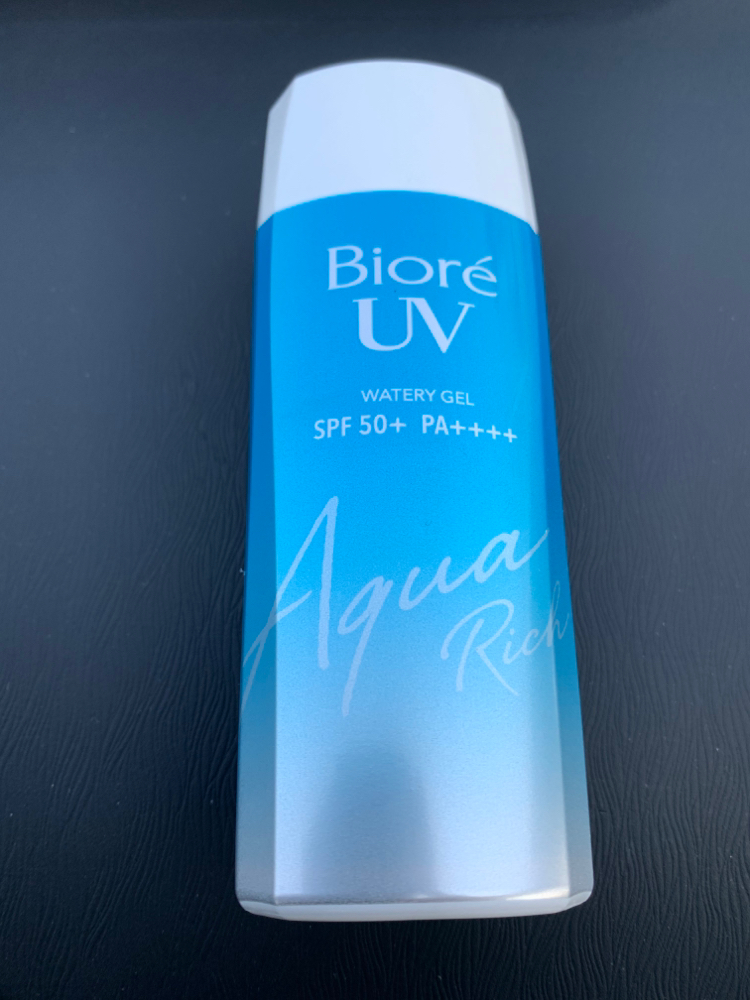 Bioré
UV
WATERY GEL
SPF 50+ PA++++
Aqua
Rich